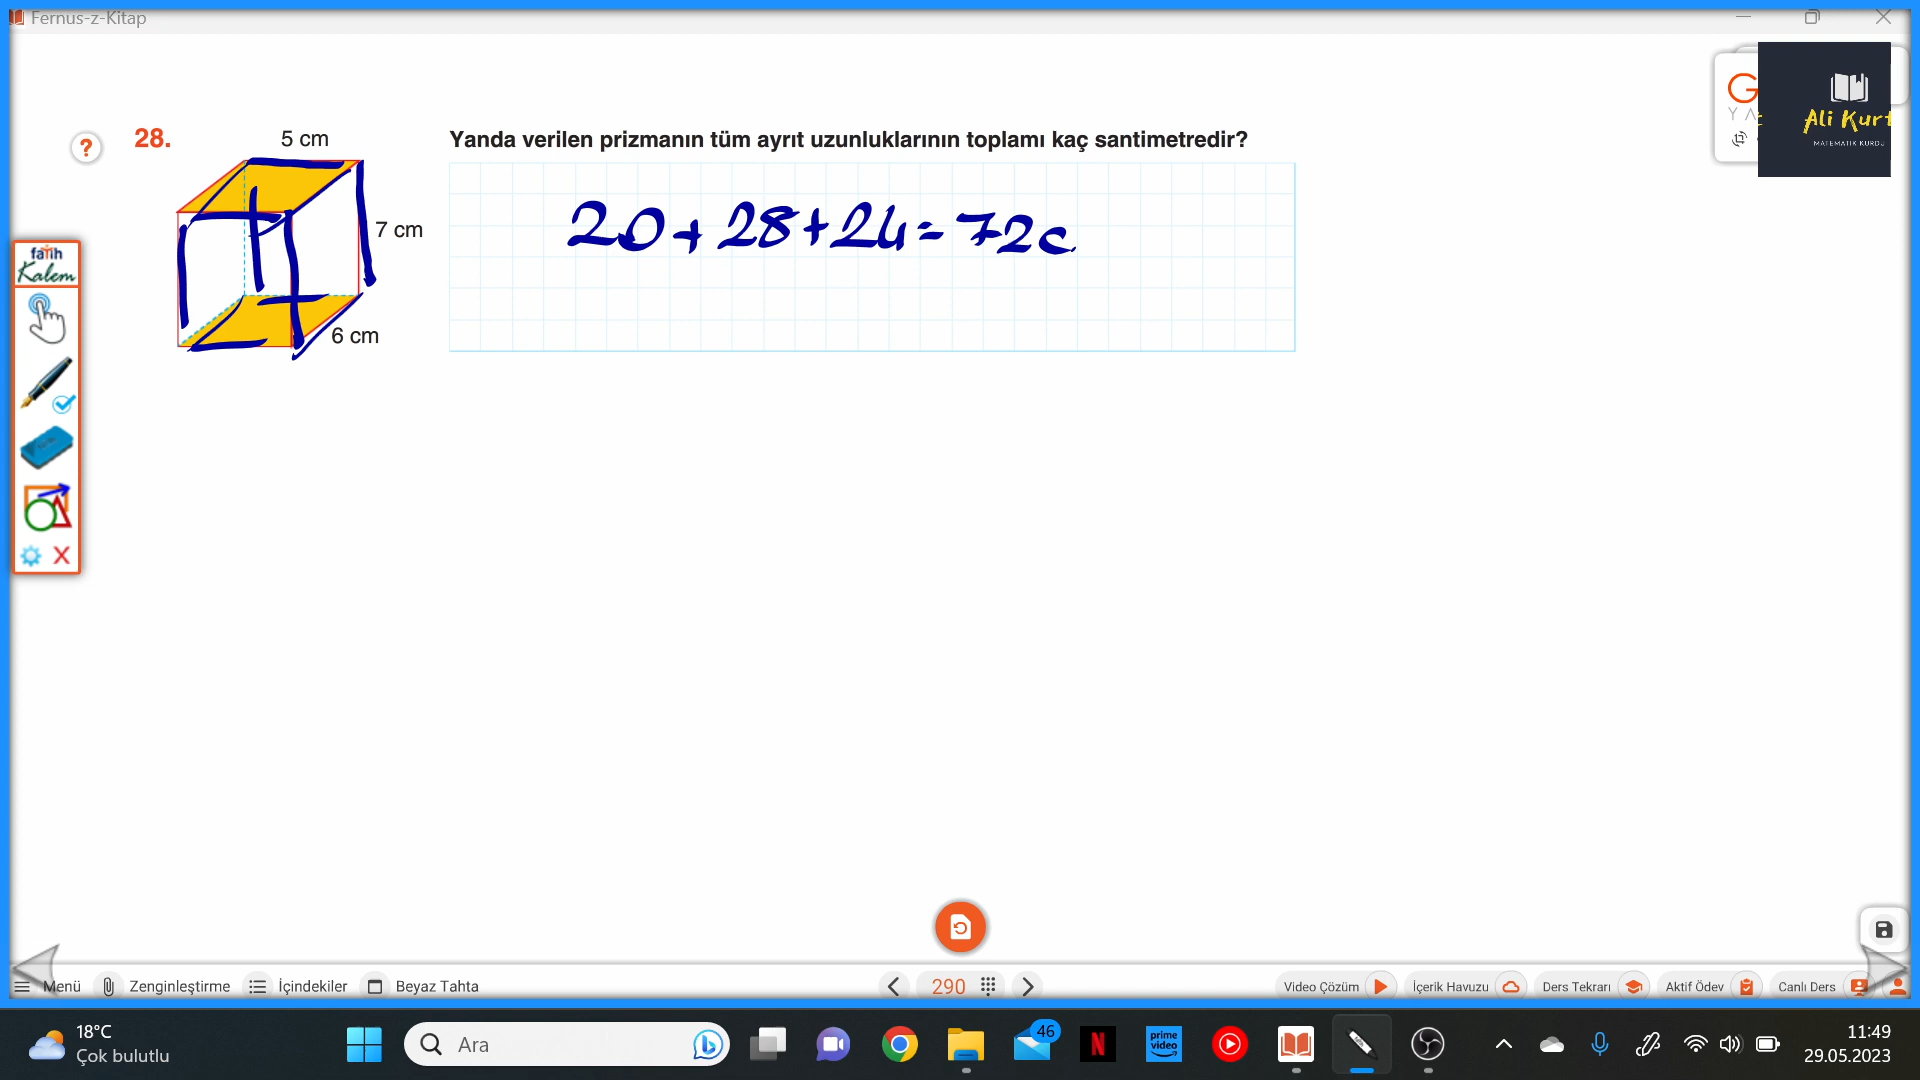 Fernus-z-Kitap
Ali Kurt
MATEMATİK KURDU
28.
5 cm
7 cm
6 cm
Yanda verilen prizmanın tüm ayrıt uzunluklarının toplamı kaç santimetredir?
20+28+24=72c
fatih
Kalem
Menü
Zenginleştirme
İçindekiler
Beyaz Tahta
290
Video Çözüm
İçerik Havuzu
Ders Tekrarı
Aktif Ödev
Canlı Ders
18°C
Çok bulutlu
Ara
46
prime video
11:49
29.05.2023